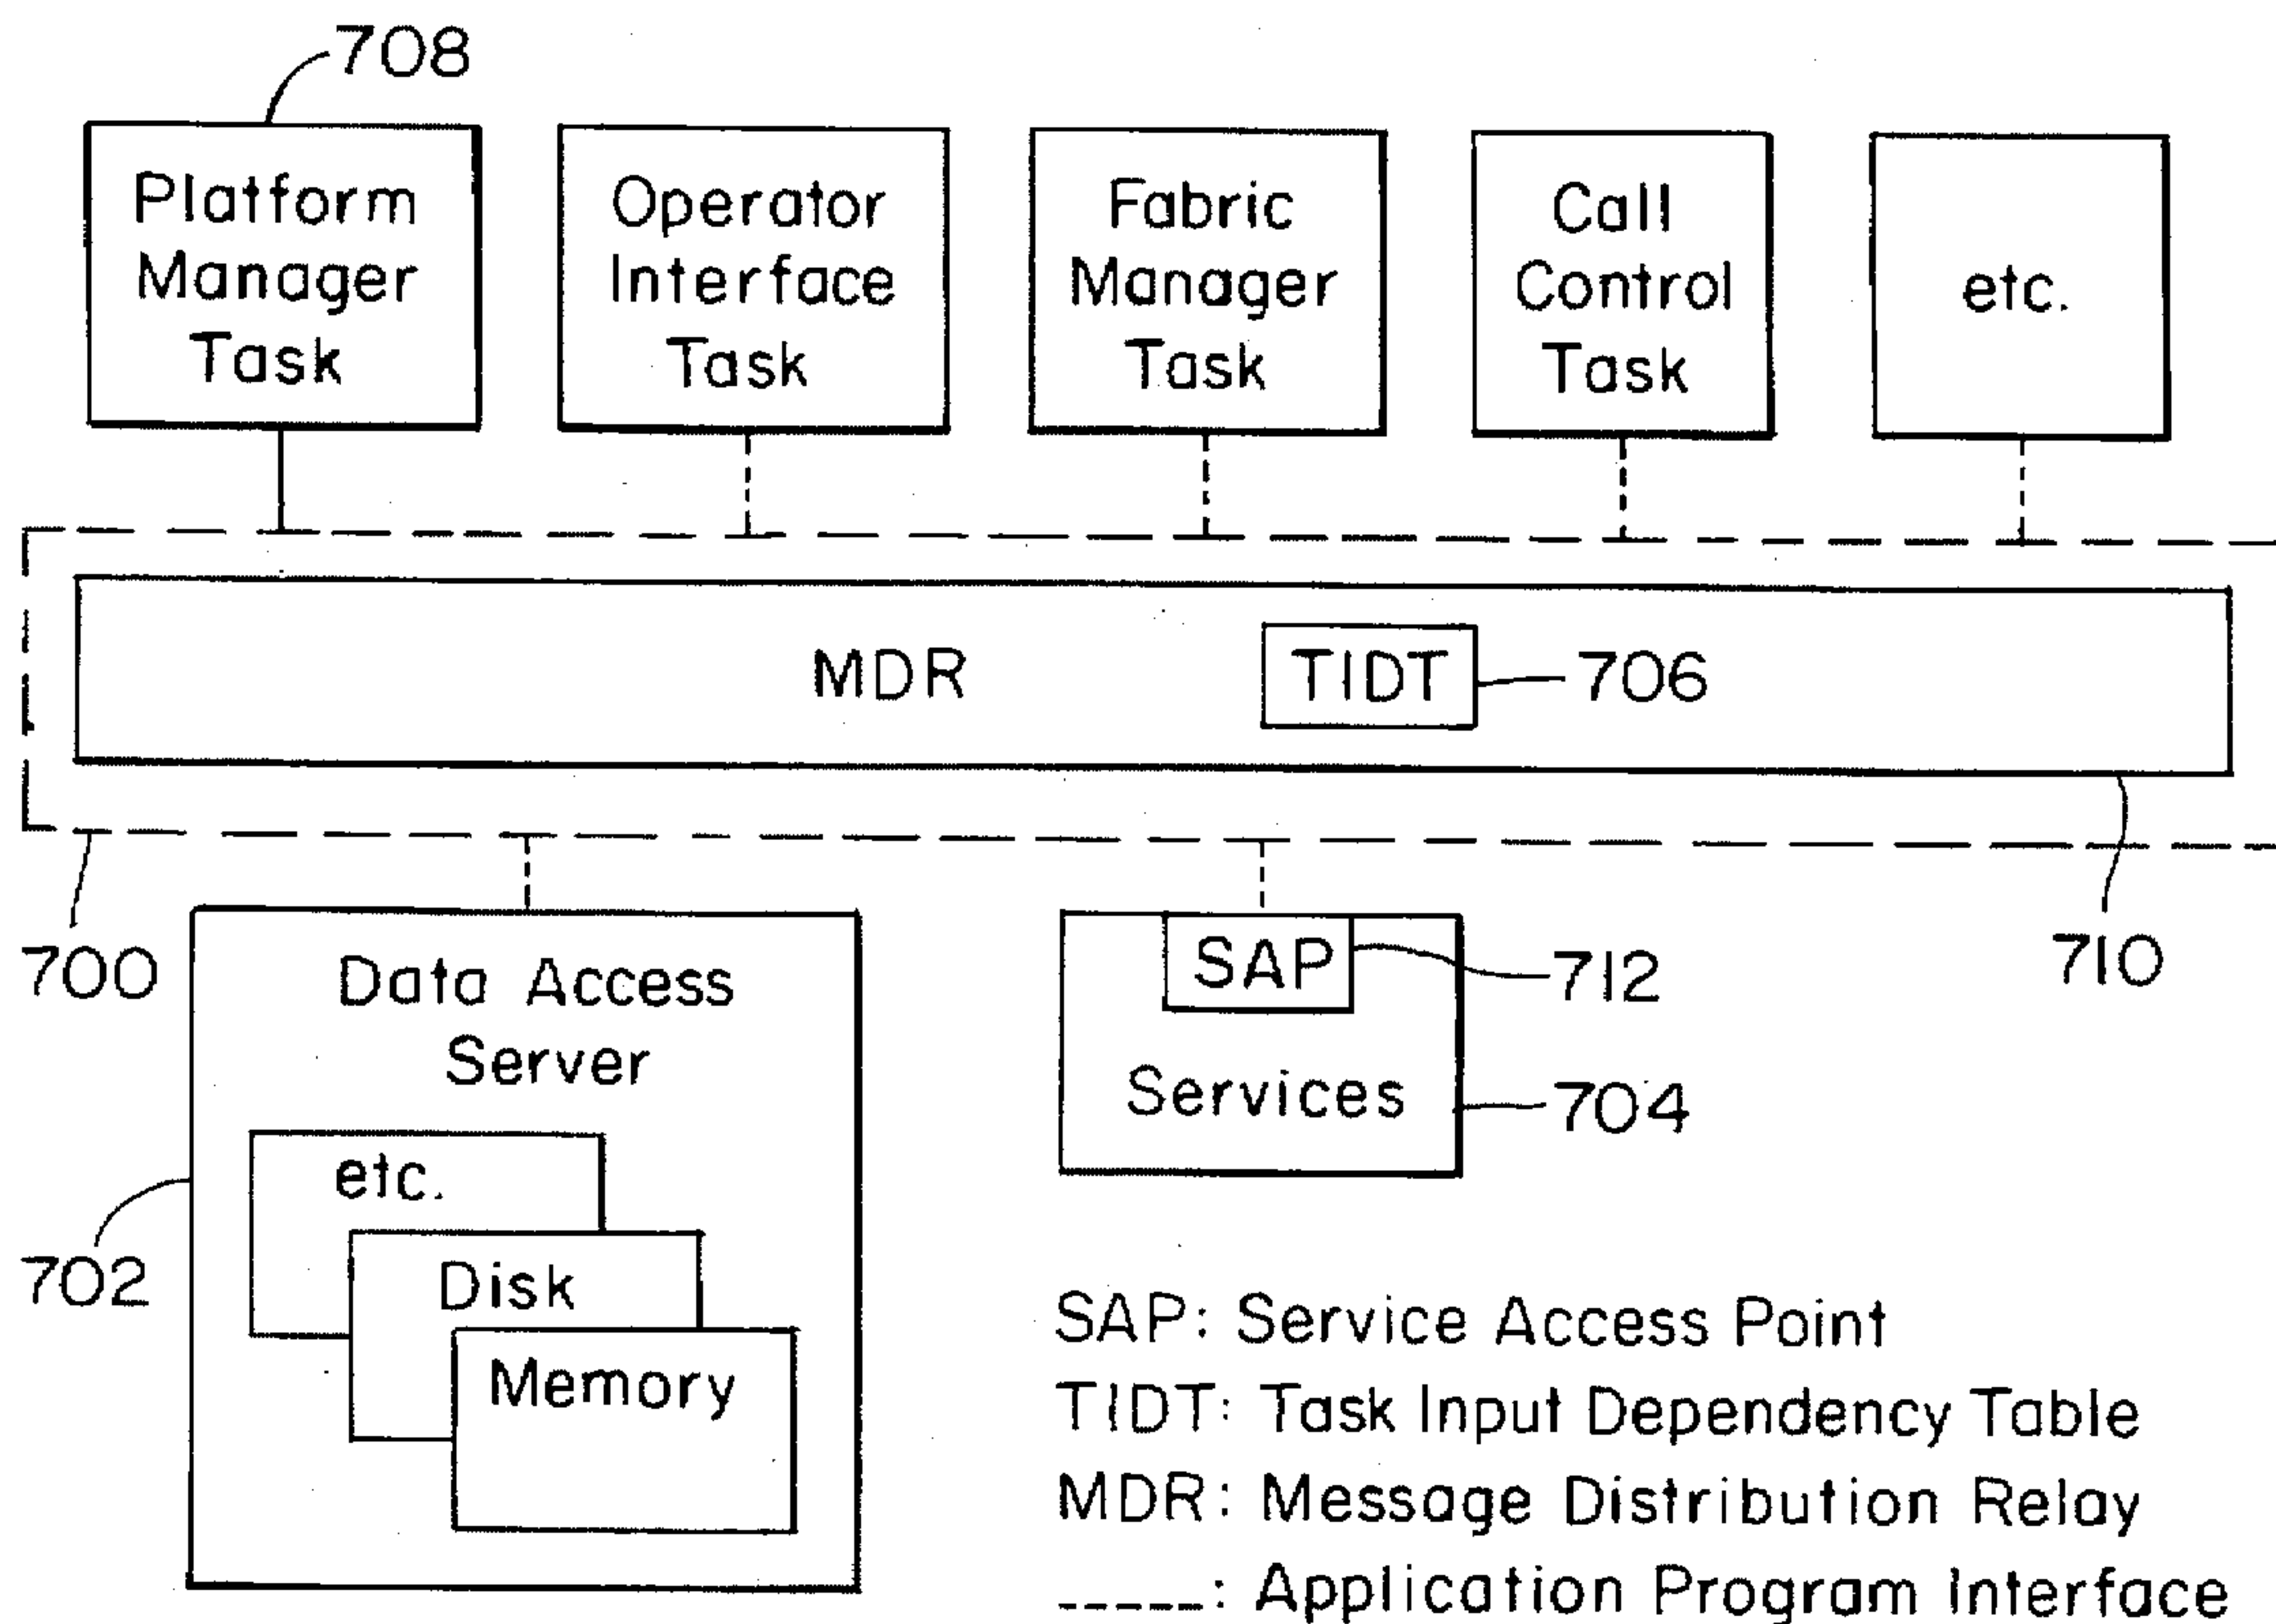 708
Platform
Manager
Task
Operator
Interface
Task
Fabric
Manager
Task
Call
Control
Task
etc.
MDR
TIDT
706
700
710
Data Access
Server
etc.
Disk
Memory
702
SAP
712
Services
704
SAP: Service Access Point
TIDT: Task Input Dependency Table
MDR: Message Distribution Relay
-----: Application Program Interface